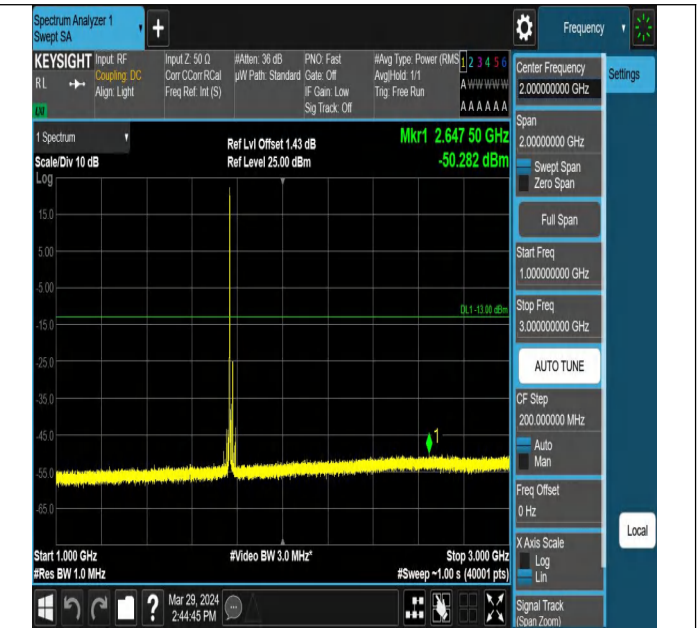 Spectrum Analyzer 1
Swept SA
+
Frequency
KEYSIGHT
RL
Input: RF
Coupling: DC
Align: Light
Input Z: 50 Ω
Corr CCorr RCal
Freq Ref: Int (S)
#Atten: 36 dB
µW Path: Standard
PNO: Fast
Gate: Off
IF Gain: Low
Sig Track: Off
#Avg Type: Power (RMS
Avg|Hold: 1/1
Trig: Free Run
1 2 3 4 5 6
A W W W W W
A A A A A A
1 Spectrum
Scale/Div 10 dB
Log
Ref Lvl Offset 1.43 dB
Ref Level 25.00 dBm
Mkr1 2.647 50 GHz
-50.282 dBm
15.0
5.00
-5.00
-15.0
-25.0
-35.0
-45.0
-55.0
-65.0
DL1 -13.00 dBm
1
Start 1.000 GHz
#Res BW 1.0 MHz
#Video BW 3.0 MHz*
Stop 3.000 GHz
#Sweep ~1.00 s (40001 pts)
Center Frequency
2.000000000 GHz
Settings
Span
2.00000000 GHz
Swept Span
Zero Span
Full Span
Start Freq
1.000000000 GHz
Stop Freq
3.000000000 GHz
AUTO TUNE
CF Step
200.000000 MHz
Auto
Man
Freq Offset
0 Hz
X Axis Scale
Log
Lin
Signal Track
(Span Zoom)
Local
?
Mar 29, 2024
2:44:45 PM